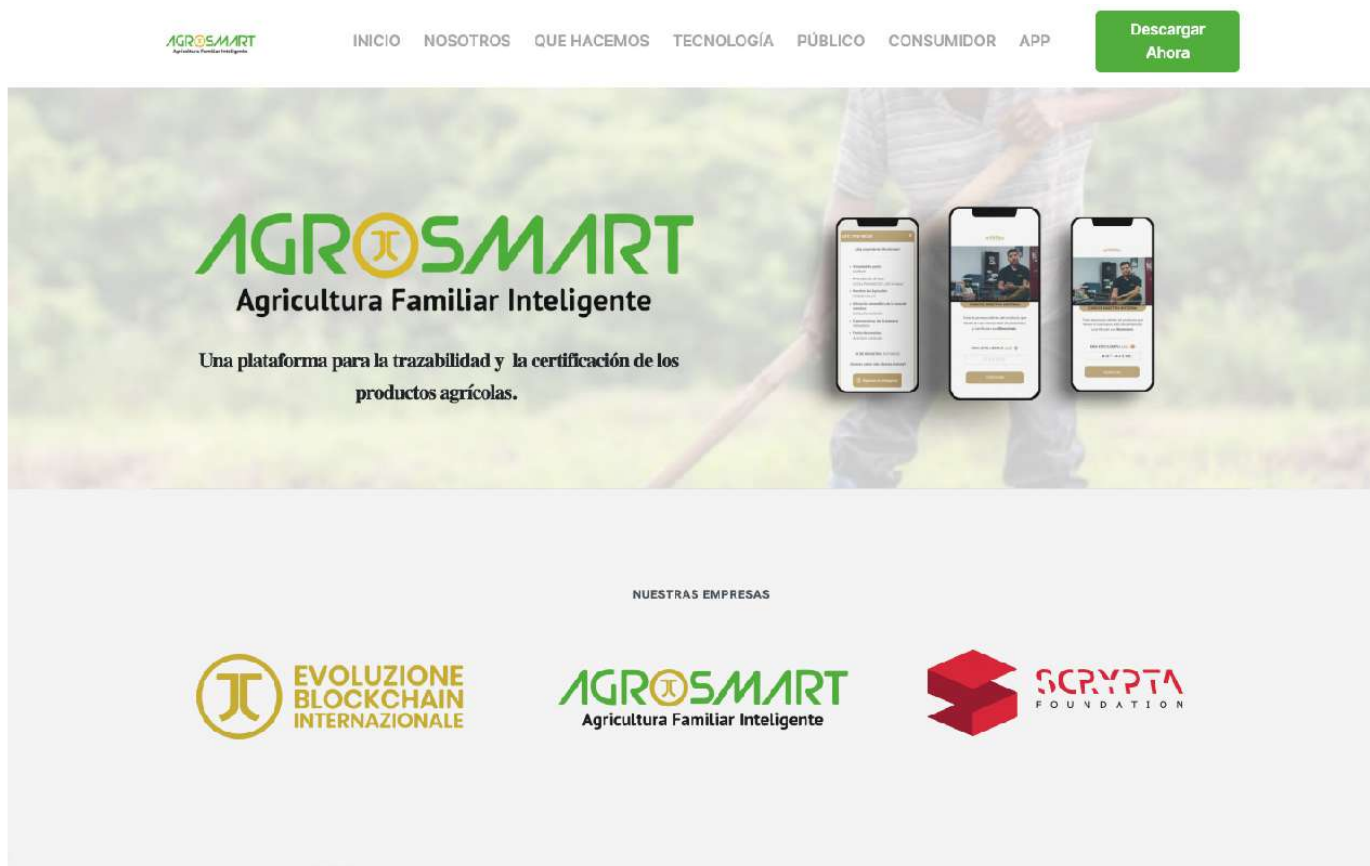 AGROSMART
Agricultura Familiar Inteligente
INICIO NOSOTROS QUE HACEMOS TECNOLOGÍA PÚBLICO CONSUMIDOR APP
Descargar
Ahora
AGROSMART
Agricultura Familiar Inteligente
Una plataforma para la trazabilidad y la certificación de los
productos agrícolas.
NUESTRAS EMPRESAS
EVOLUZIONE
BLOCKCHAIN
INTERNAZIONALE
AGROSMART
Agricultura Familiar Inteligente
SCRYPTA
FOUNDATION